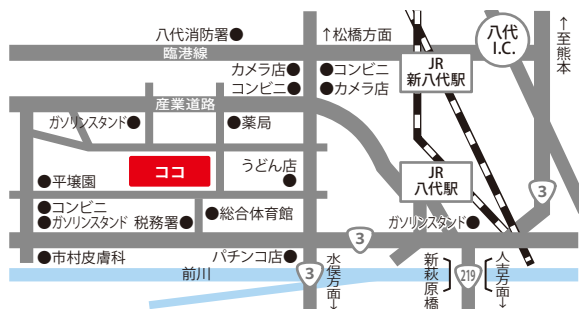 八代消防署
↑松橋方面
八代
I.C.
↑至熊本
臨港線
カメラ店
コンビニ
コンビニ
カメラ店
JR
新八代駅
産業道路
ガソリンスタンド
薬局
ココ
うどん店
JR
八代駅
平壌園
3
コンビニ
ガソリンスタンド
税務署
総合体育館
ガソリンスタンド
3
市村皮膚科
パチンコ店
前川
3
水俣方面↓
新萩原橋
219
人吉方面↓